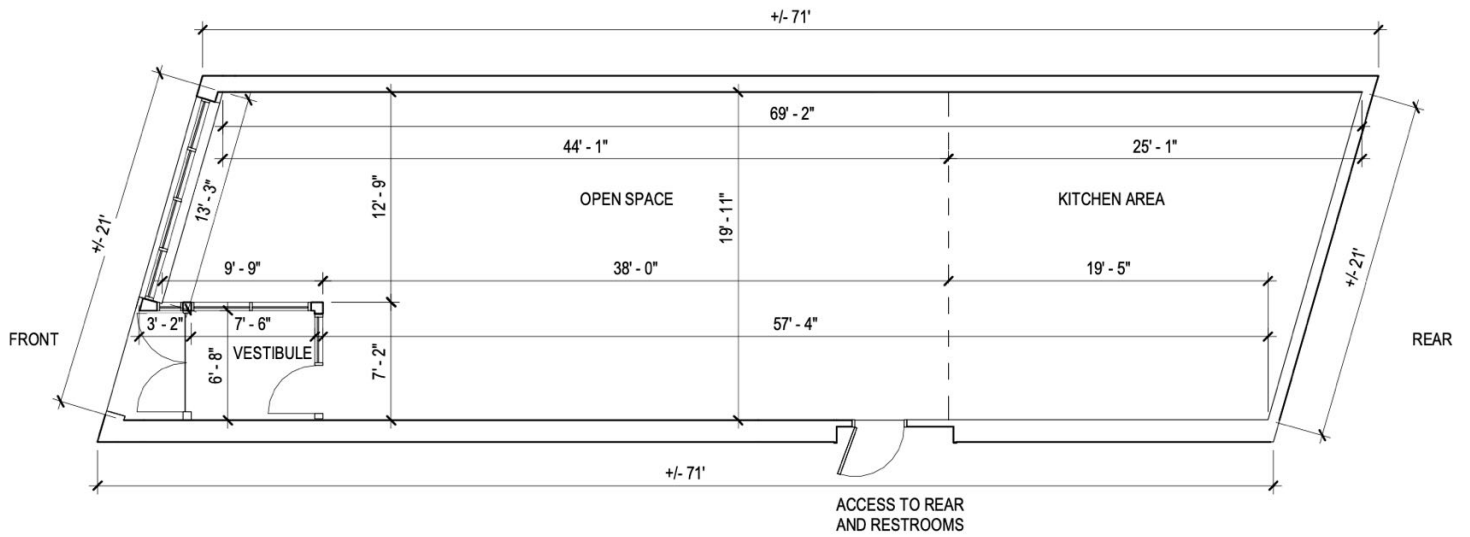 +/- 71'
69' - 2"
44' - 1"
25' - 1"
+/- 21'
13' - 3"
12' - 9"
OPEN SPACE
19' - 11"
KITCHEN AREA
+/- 21'
9' - 9"
38' - 0"
19' - 5"
FRONT
3' - 2"
7' - 6"
57' - 4"
REAR
VESTIBULE
6' - 8"
7' - 2"
+/- 71'
ACCESS TO REAR
AND RESTROOMS